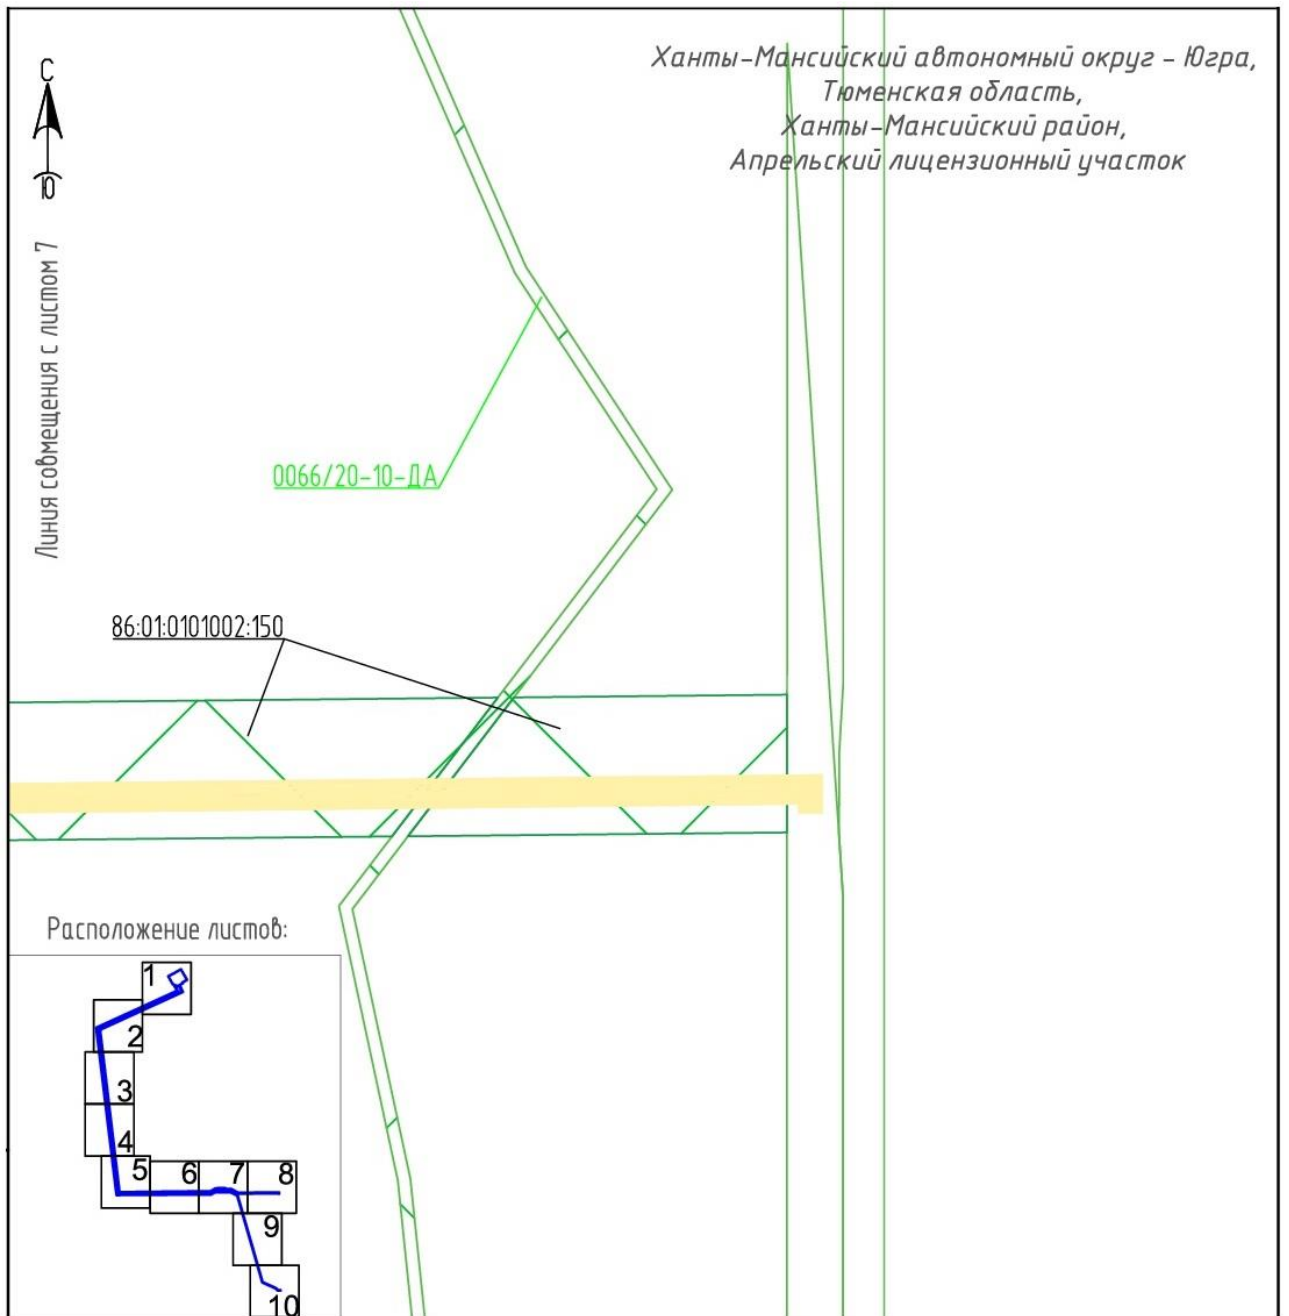 Ханты-Мансийский автономный округ - Югра,
Тюменская область,
Ханты-Мансийский район,
Апрельский лицензионный участок
С
Ю
Линия совмещения с листом 7
0066/20-10-ДА
86:01:0101002:150
Расположение листов:
1
2
3
4
5 6 7 8
9
10